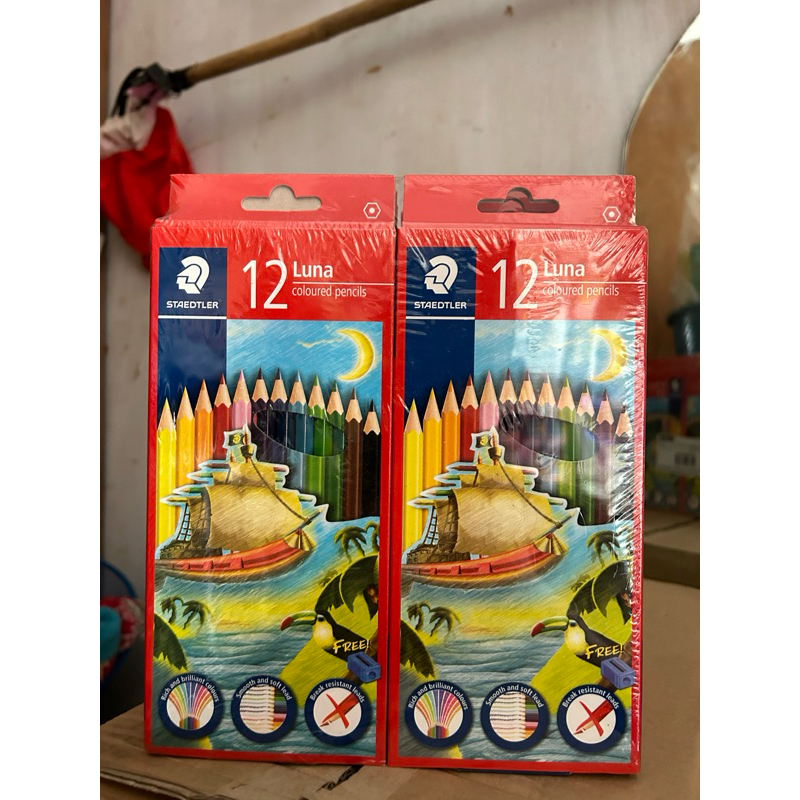 STAEDTLER
12 Luna
coloured pencils
FREE!
Rich and brilliant colours
Smooth and soft lead
Break resistant leads
STAEDTLER
12 Luna
coloured pencils
FREE!
Rich and brilliant colours
Smooth and soft lead
Break resistant leads